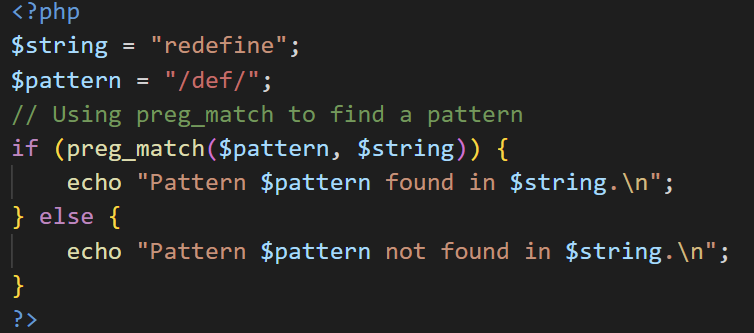 <?php
$string = "redefine";
$pattern = "/def/";
// Using preg_match to find a pattern
if (preg_match($pattern, $string)) {
    echo "Pattern $pattern found in $string.\n";
} else {
    echo "Pattern $pattern not found in $string.\n";
}
?>